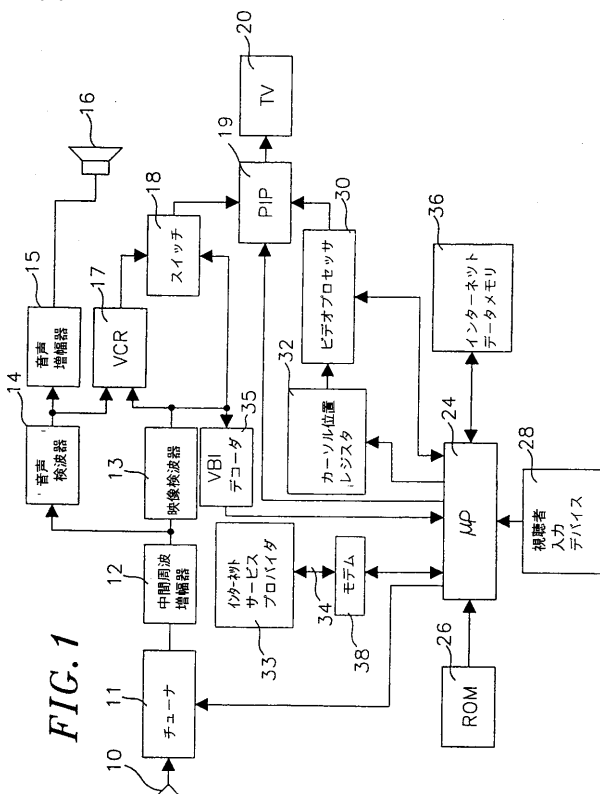 FIG. 1
10
11
チューナ
12
中間周波
増幅器
13
映像検波器
14
音声
検波器
15
音声
増幅器
16
17
VCR
18
スイッチ
19
PIP
20
TV
35
VBI
デコーダ
33
インターネット
サービス
プロバイダ
34
38
モデム
32
カーソル位置
レジスタ
30
ビデオプロセッサ
26
ROM
24
μP
28
視聴者
入力
デバイス
36
インターネット
データメモリ